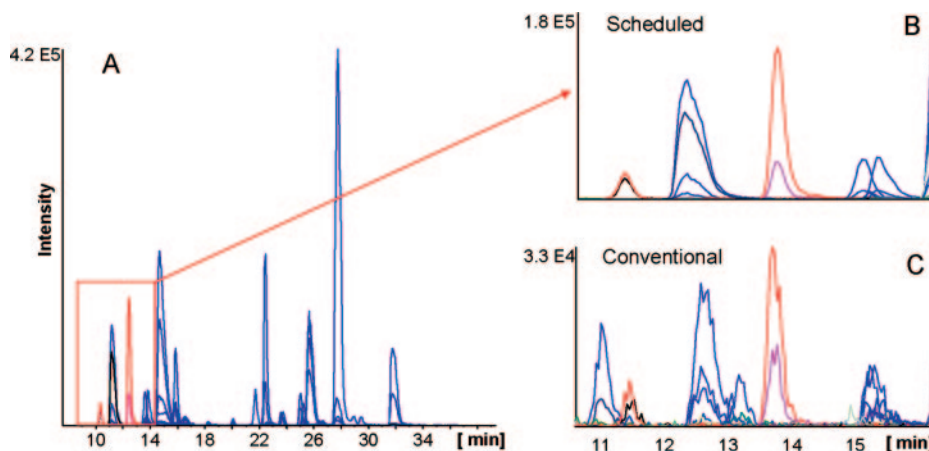 4.2 E5
A
Intensity
10 14 18 22 26 30 34 [ min]
1.8 E5
Scheduled
B
3.3 E4
Conventional
C
11 12 13 14 15 [ min]